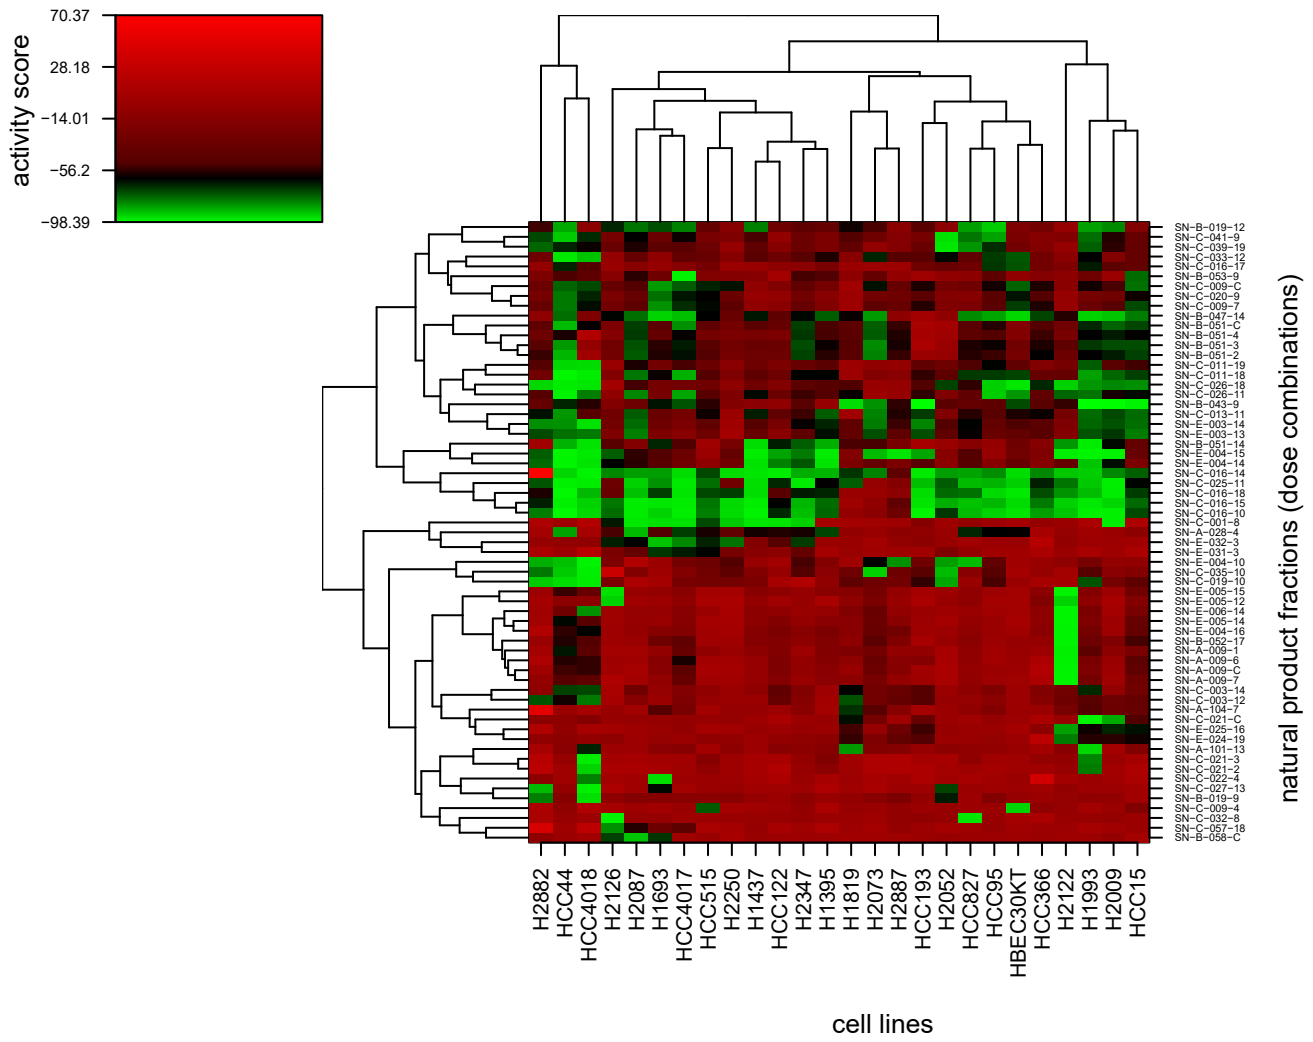 activity score
70.37
28.18
−14.01
−56.2
−98.39
SN−B−019−12
SN−C−041−9
SN−C−039−19
SN−C−033−12
SN−C−016−17
SN−B−053−9
SN−C−009−C
SN−C−020−9
SN−C−009−7
SN−B−047−14
SN−B−051−C
SN−B−051−4
SN−B−051−3
SN−B−051−2
SN−C−011−19
SN−C−011−18
SN−C−026−18
SN−C−026−11
SN−B−043−9
SN−C−013−11
SN−E−003−14
SN−E−003−13
SN−B−051−14
SN−E−004−15
SN−E−004−14
SN−C−016−14
SN−C−025−11
SN−C−016−18
SN−C−016−15
SN−C−016−10
SN−C−001−8
SN−A−028−4
SN−E−032−3
SN−E−031−3
SN−E−004−10
SN−C−035−10
SN−C−019−10
SN−E−005−15
SN−E−005−12
SN−E−006−14
SN−E−005−14
SN−E−004−16
SN−B−052−17
SN−A−009−1
SN−A−009−6
SN−A−009−C
SN−A−009−7
SN−C−003−14
SN−C−003−12
SN−A−104−7
SN−C−021−C
SN−E−025−16
SN−E−024−19
SN−A−101−13
SN−C−021−3
SN−C−021−2
SN−C−022−4
SN−C−027−13
SN−B−019−9
SN−C−009−4
SN−C−032−8
SN−C−057−18
SN−B−058−C
natural product fractions (dose combinations)
H2882
HCC44
HCC4018
H2126
H2087
H1693
HCC4017
HCC515
H2250
H1437
HCC122
H2347
H1395
H1819
H2073
H2887
HCC193
H2052
HCC827
HCC95
HBEC30KT
HCC366
H2122
H1993
H2009
HCC15
cell lines